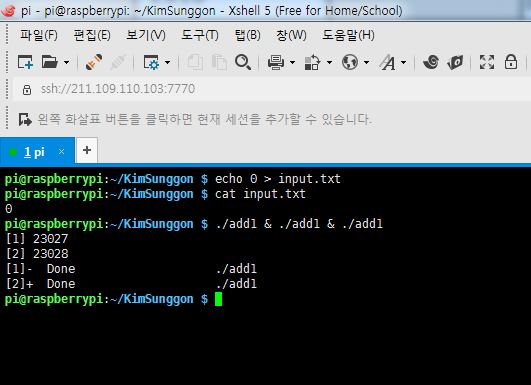 pi - pi@raspberrypi: ~/KimSunggon - Xshell 5 (Free for Home/School)
파일(F) 편집(E) 보기(V) 도구(T) 탭(B) 창(W) 도움말(H)
ssh://211.109.110.103:7770
왼쪽 화살표 버튼을 클릭하면 현재 세션을 추가할 수 있습니다.
1 pi × +
pi@raspberrypi:~/KimSunggon $ echo 0 > input.txt
pi@raspberrypi:~/KimSunggon $ cat input.txt
0
pi@raspberrypi:~/KimSunggon $ ./add1 & ./add1 & ./add1
[1] 23027
[2] 23028
[1]-  Done                    ./add1
[2]+  Done                    ./add1
pi@raspberrypi:~/KimSunggon $